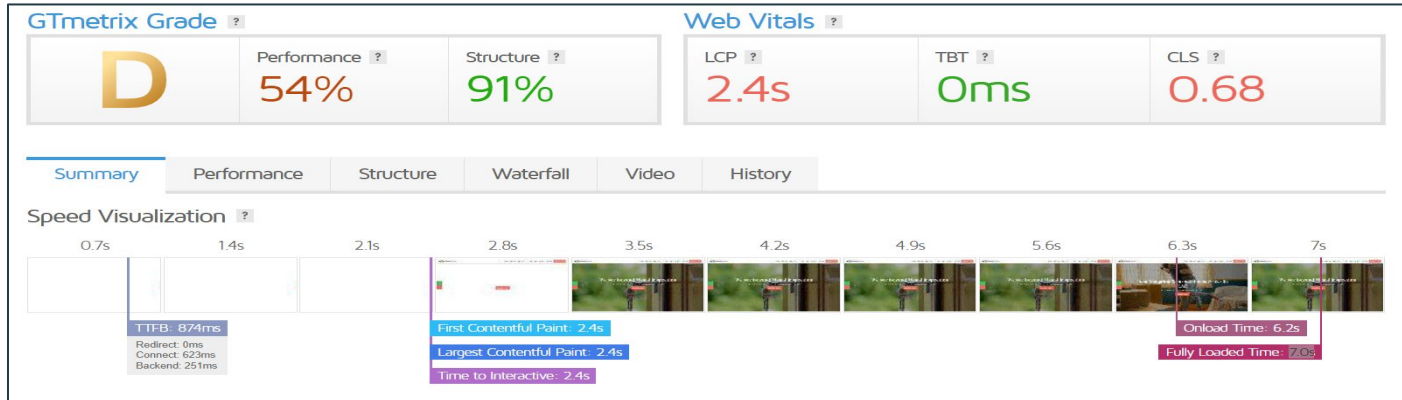 GTmetrix Grade ?
Web Vitals ?
D
Performance ?
54%
Structure ?
91%
LCP ?
2.4s
TBT ?
0ms
CLS ?
0.68
Summary Performance Structure Waterfall Video History
Speed Visualization ?
0.7s 1.4s 2.1s 2.8s 3.5s 4.2s 4.9s 5.6s 6.3s 7s
TTFB: 874ms
Redirect: 0ms
Connect: 623ms
Backend: 251ms
First Contentful Paint: 2.4s
Largest Contentful Paint: 2.4s
Time to Interactive: 2.4s
Onload Time: 6.2s
Fully Loaded Time: 7.0s